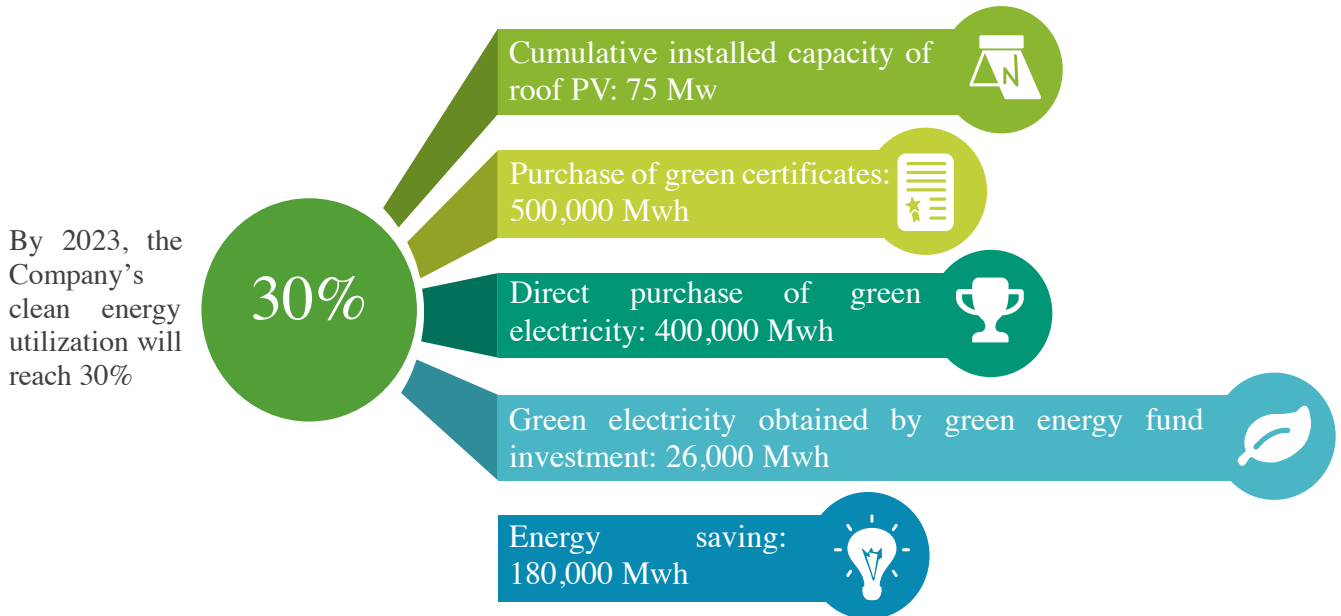 By 2023, the
Company's
clean energy
utilization will
reach 30%
30%
Cumulative installed capacity of
roof PV: 75 Mw
Purchase of green certificates:
500,000 Mwh
Direct purchase of green
electricity: 400,000 Mwh
Green electricity obtained by green energy fund
investment: 26,000 Mwh
Energy saving:
180,000 Mwh